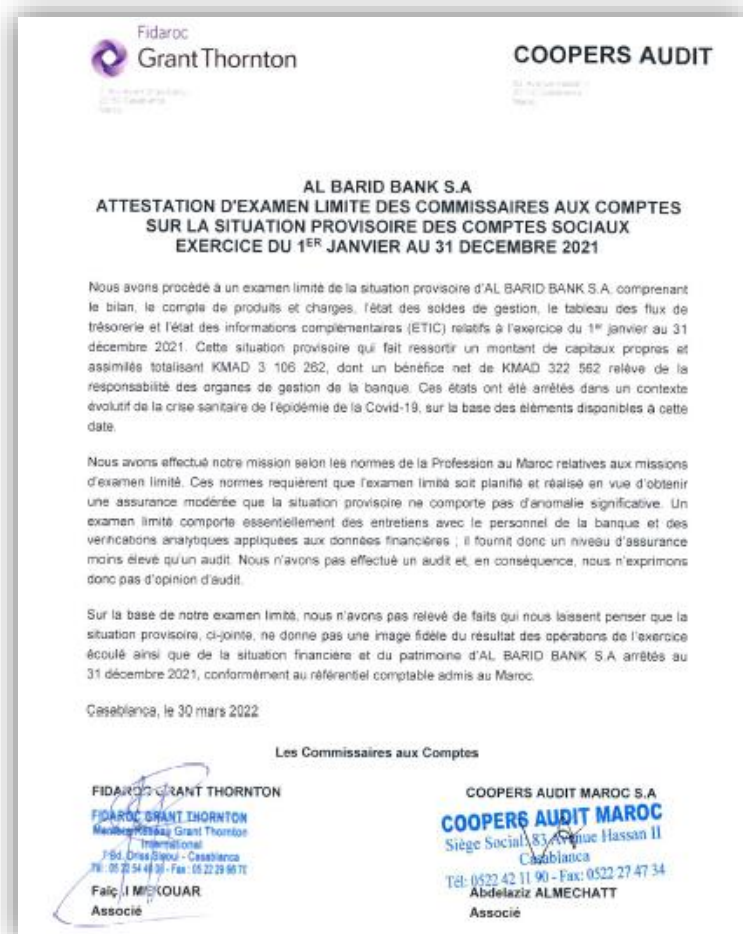 Fidaroc
Grant Thornton
COOPERS AUDIT
AL BARID BANK S.A
ATTESTATION D'EXAMEN LIMITE DES COMMISSAIRES AUX COMPTES
SUR LA SITUATION PROVISOIRE DES COMPTES SOCIAUX
EXERCICE DU 1ER JANVIER AU 31 DECEMBRE 2021
Nous avons procédé à un examen limité de la situation provisoire d'AL BARID BANK S.A. comprenant
le bilan, le compte de produits et charges, l'état des soldes de gestion, le tableau des flux de
trésorerie et l'état des informations complémentaires (ETIC) relatifs à l'exercice du 1er janvier au 31
décembre 2021. Cette situation provisoire qui fait ressortir un montant de capitaux propres et
assimilés totalisant KMAD 3 106 262, dont un bénéfice net de KMAD 322 562 relève de la
responsabilité des organes de gestion de la banque. Ces états ont été arrêtés dans un contexte
évolutif de la crise sanitaire de l'épidémie de la Covid-19, sur la base des éléments disponibles à cette
date.
Nous avons effectué notre mission selon les normes de la Profession au Maroc relatives aux missions
d'examen limité. Ces normes requièrent que l'examen limité soit planifié et réalisé en vue d'obtenir
une assurance modérée que la situation provisoire ne comporte pas d'anomalie significative. Un
examen limité comporte essentiellement des entretiens avec le personnel de la banque et des
vérifications analytiques appliquées aux données financières ; il fournit donc un niveau d'assurance
moins élevé qu'un audit. Nous n'avons pas effectué un audit et, en conséquence, nous n'exprimons
donc pas d'opinion d'audit.
Sur la base de notre examen limité, nous n'avons pas relevé de faits qui nous laissent penser que la
situation provisoire, ci-jointe, ne donne pas une image fidèle du résultat des opérations de l'exercice
écoulé ainsi que de la situation financière et du patrimoine d'AL BARID BANK S.A arrêtés au
31 décembre 2021, conformément au référentiel comptable admis au Maroc.
Casablanca, le 30 mars 2022
Les Commissaires aux Comptes
FIDAROC GRANT THORNTON
COOPERS AUDIT MAROC S.A
FIDAROC GRANT THORNTON
Grant Thornton
International
Casablanca
COOPERS AUDIT MAROC
Siège Social: 83 Avenue Hassan II
Casablanca
Tél: 0522 42 11 90 - Fax: 0522 27 47 34
MEKOUAR
Associé
Abdelaziz ALMECHATT
Associé